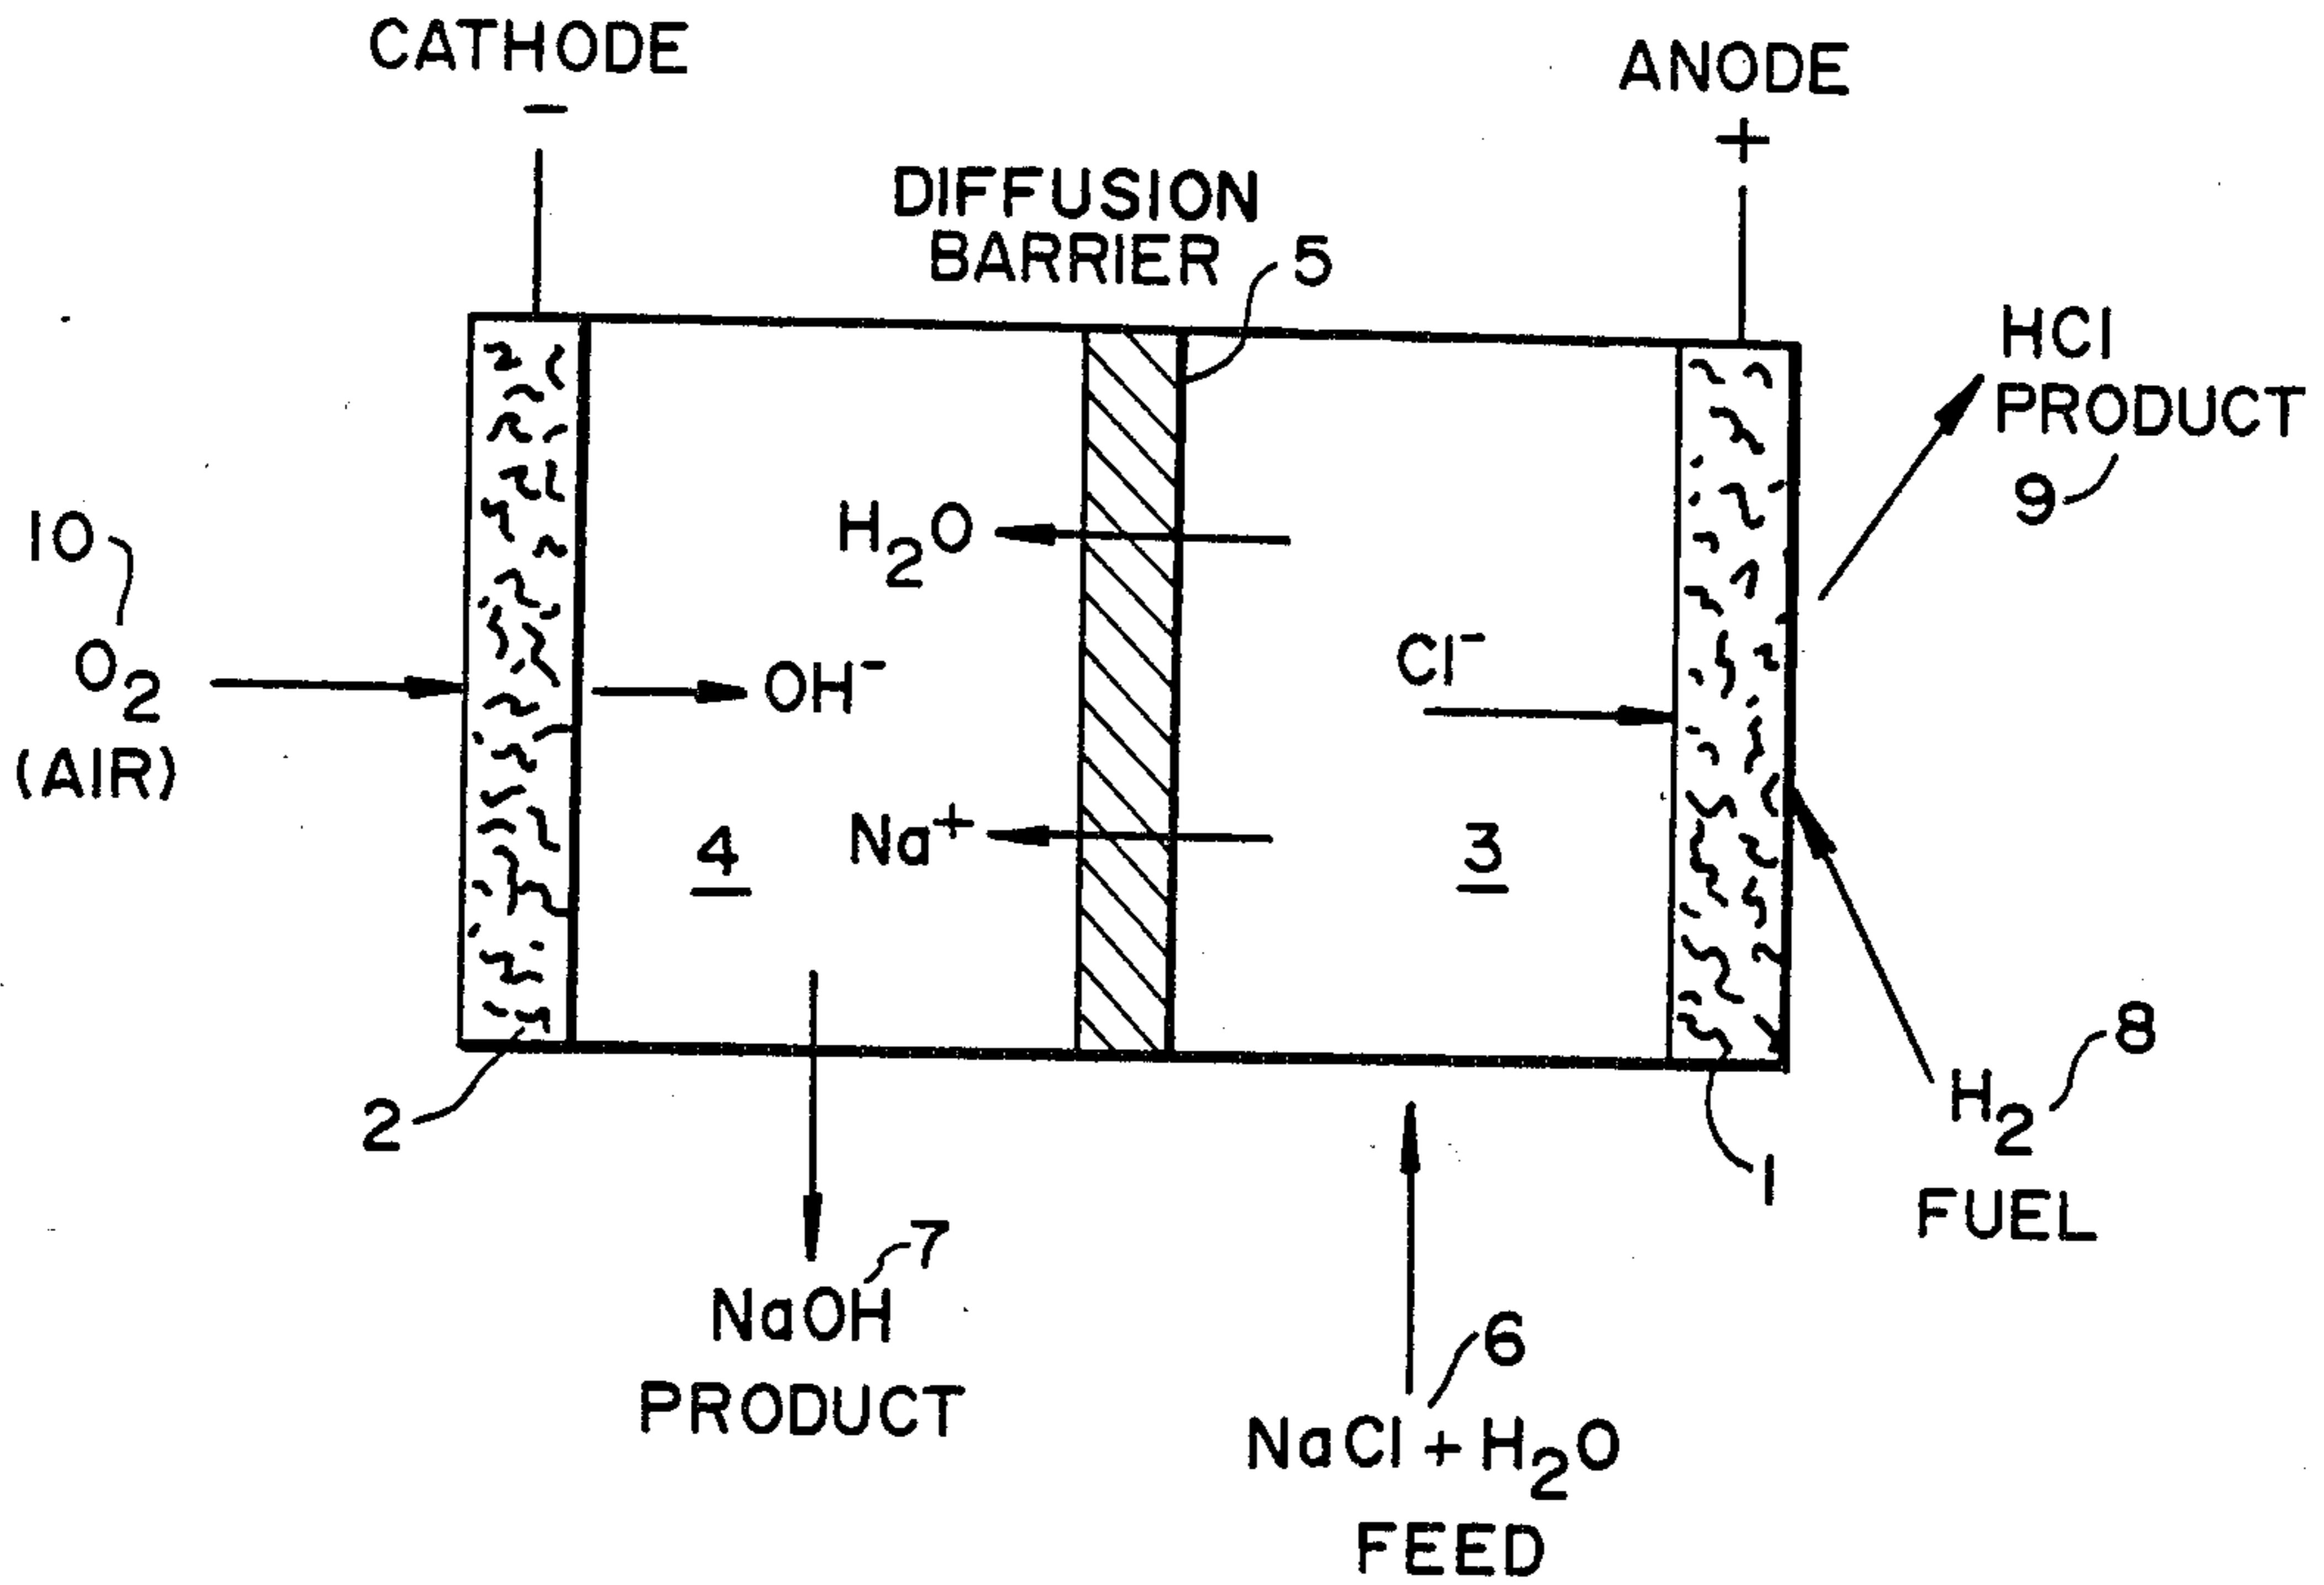 CATHODE
−
ANODE
+
DIFFUSION
BARRIER
5
HCl
PRODUCT
9
10
O2
(AIR)
H2O
OH−
Cl−
Na+
4
3
2
1
8
H2
FUEL
7
NaOH
PRODUCT
6
NaCl + H2O
FEED